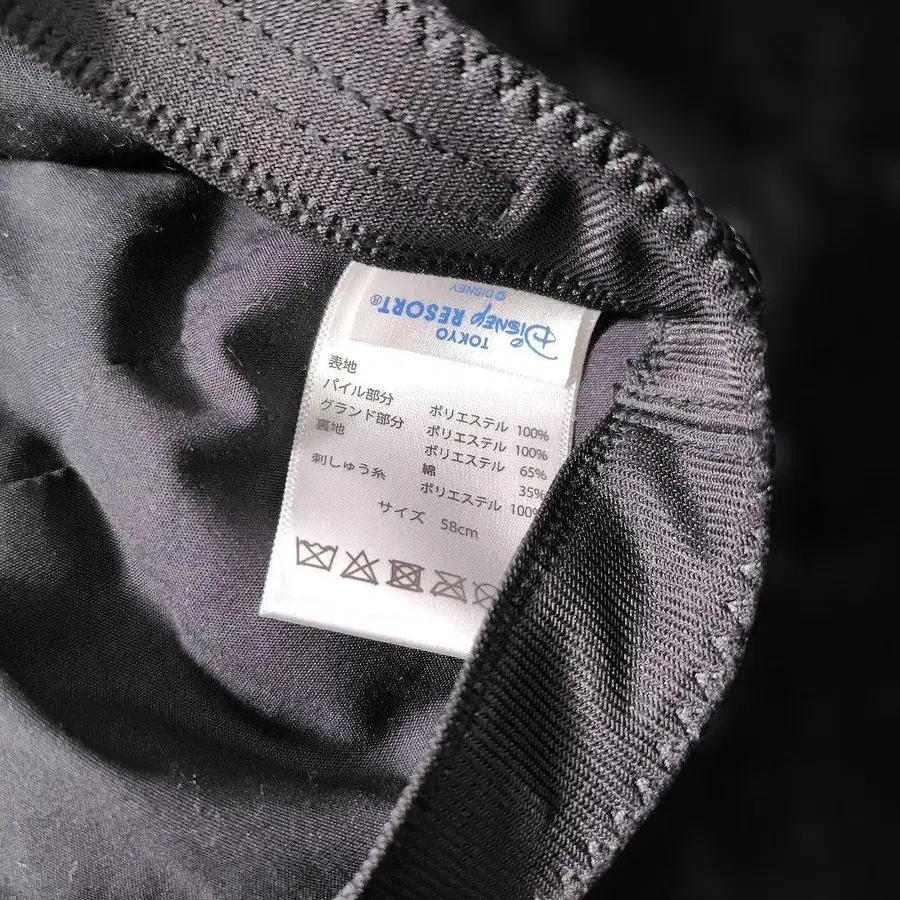 © DISNEY
TOKYO
Disney RESORT®
表地
パイル部分 ポリエステル 100%
グランド部分 ポリエステル 100%
裏地 ポリエステル 65%
綿 35%
刺しゅう糸 ポリエステル 100%
サイズ 58cm